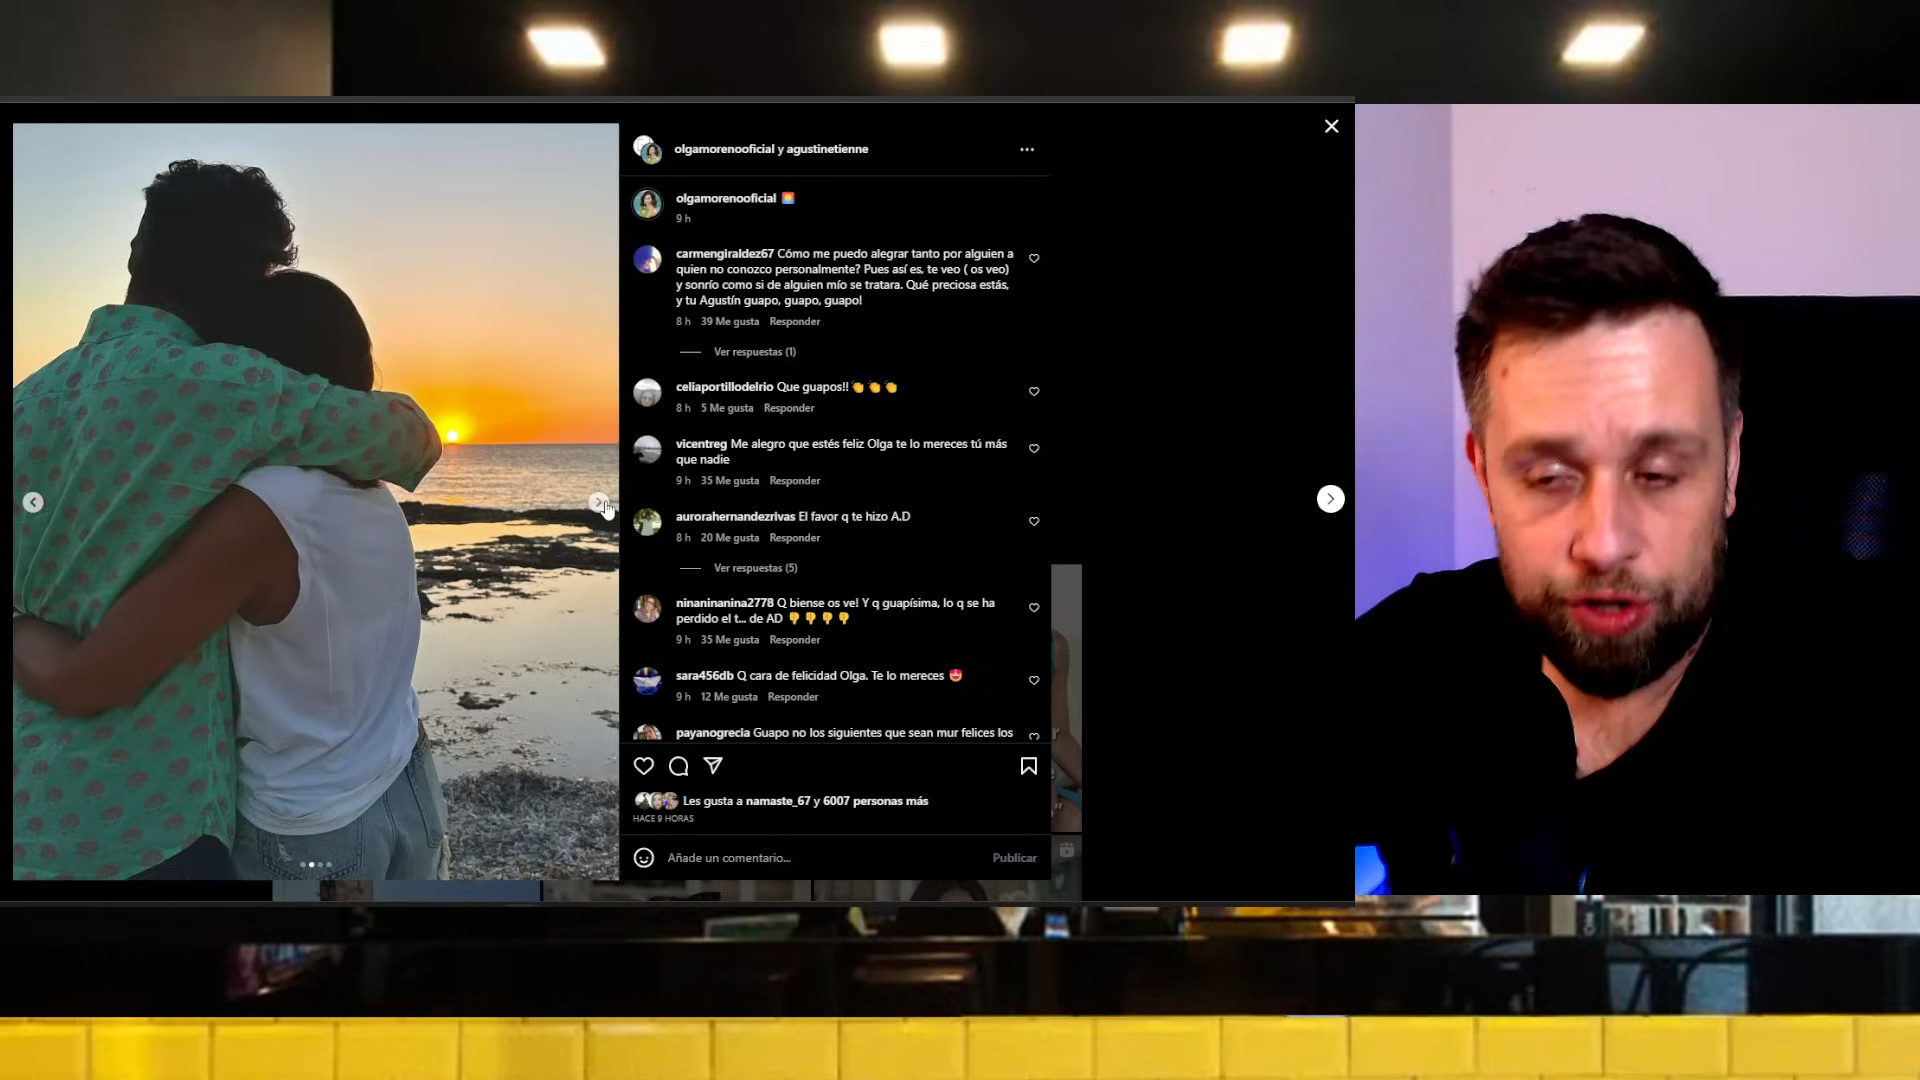 olgamorenooficial y agustinetienne
olgamorenooficial
9 h
carmengiraldez67 Cómo me puedo alegrar tanto por alguien a
quien no conozco personalmente? Pues así es, te veo ( os veo)
y sonrío como si de alguien mío se tratara. Qué preciosa estás,
y tu Agustín guapo, guapo, guapo!
8 h 39 Me gusta Responder
Ver respuestas (1)
celiaportillodelrio Que guapos!! 👏👏👏
8 h 5 Me gusta Responder
vicentreg Me alegro que estés feliz Olga te lo mereces tú más
que nadie
9 h 35 Me gusta Responder
aurorahernandezrivas El favor q te hizo A.D
8 h 20 Me gusta Responder
Ver respuestas (5)
ninaninanina2778 Q biense os ve! Y q guapísima, lo q se ha
perdido el t... de AD 👎👎👎👎
9 h 35 Me gusta Responder
sara456db Q cara de felicidad Olga. Te lo mereces 🤩
9 h 12 Me gusta Responder
payanogrecia Guapo no los siguientes que sean mur felices los
Les gusta a namaste_67 y 6007 personas más
HACE 9 HORAS
Añade un comentario...
Publicar